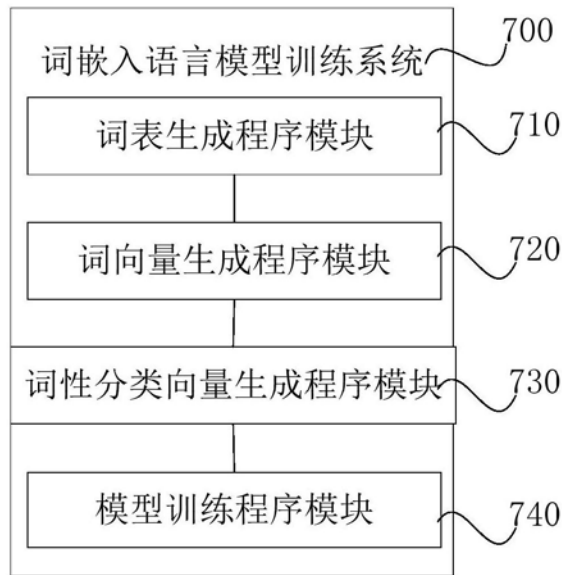 700
词嵌入语言模型训练系统
710
词表生成程序模块
720
词向量生成程序模块
730
词性分类向量生成程序模块
模型训练程序模块
740